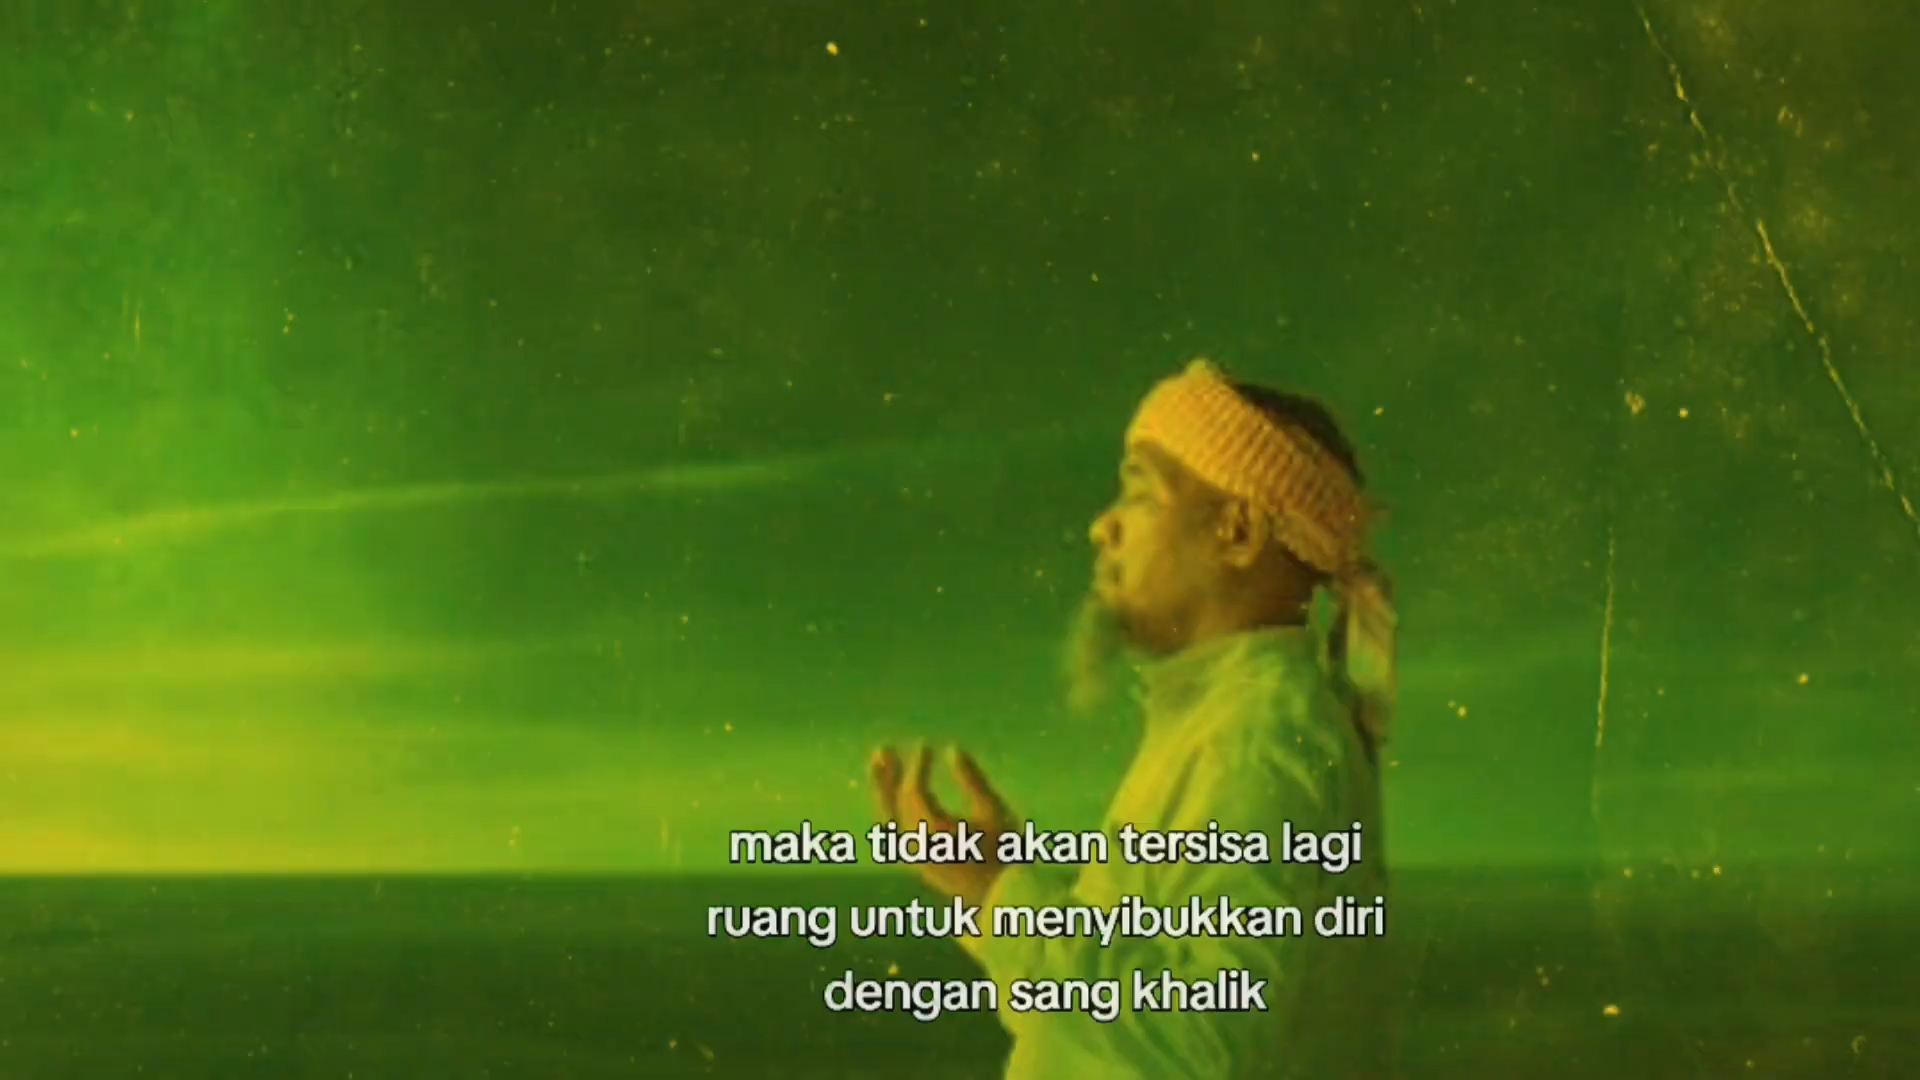 maka tidak akan tersisa lagi
ruang untuk menyibukkan diri
dengan sang khalik